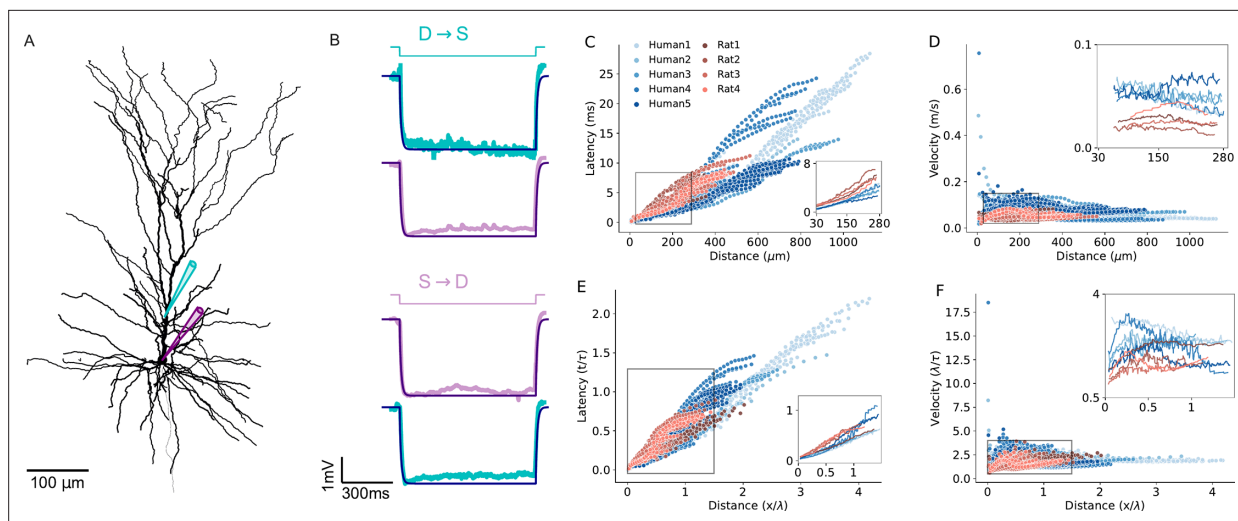 A
100 µm
B
D → S
S → D
1mV
300ms
C
Human1
Human2
Human3
Human4
Human5
Rat1
Rat2
Rat3
Rat4
Latency (ms)
25
20
15
10
5
0
0 200 400 600 800 1000
Distance (µm)
8
0
30 150 280
D
Velocity (m/s)
0.6
0.4
0.2
0.0
0 200 400 600 800 1000
Distance (µm)
0.1
0.0
30 150 280
E
Latency (t/τ)
2.0
1.5
1.0
0.5
0.0
0 1 2 3 4
Distance (x/λ)
1
0
0 0.5 1
F
Velocity (λ/τ)
17.5
15.0
12.5
10.0
7.5
5.0
2.5
0.0
0 1 2 3 4
Distance (x/λ)
4
0.5
0 0.5 1